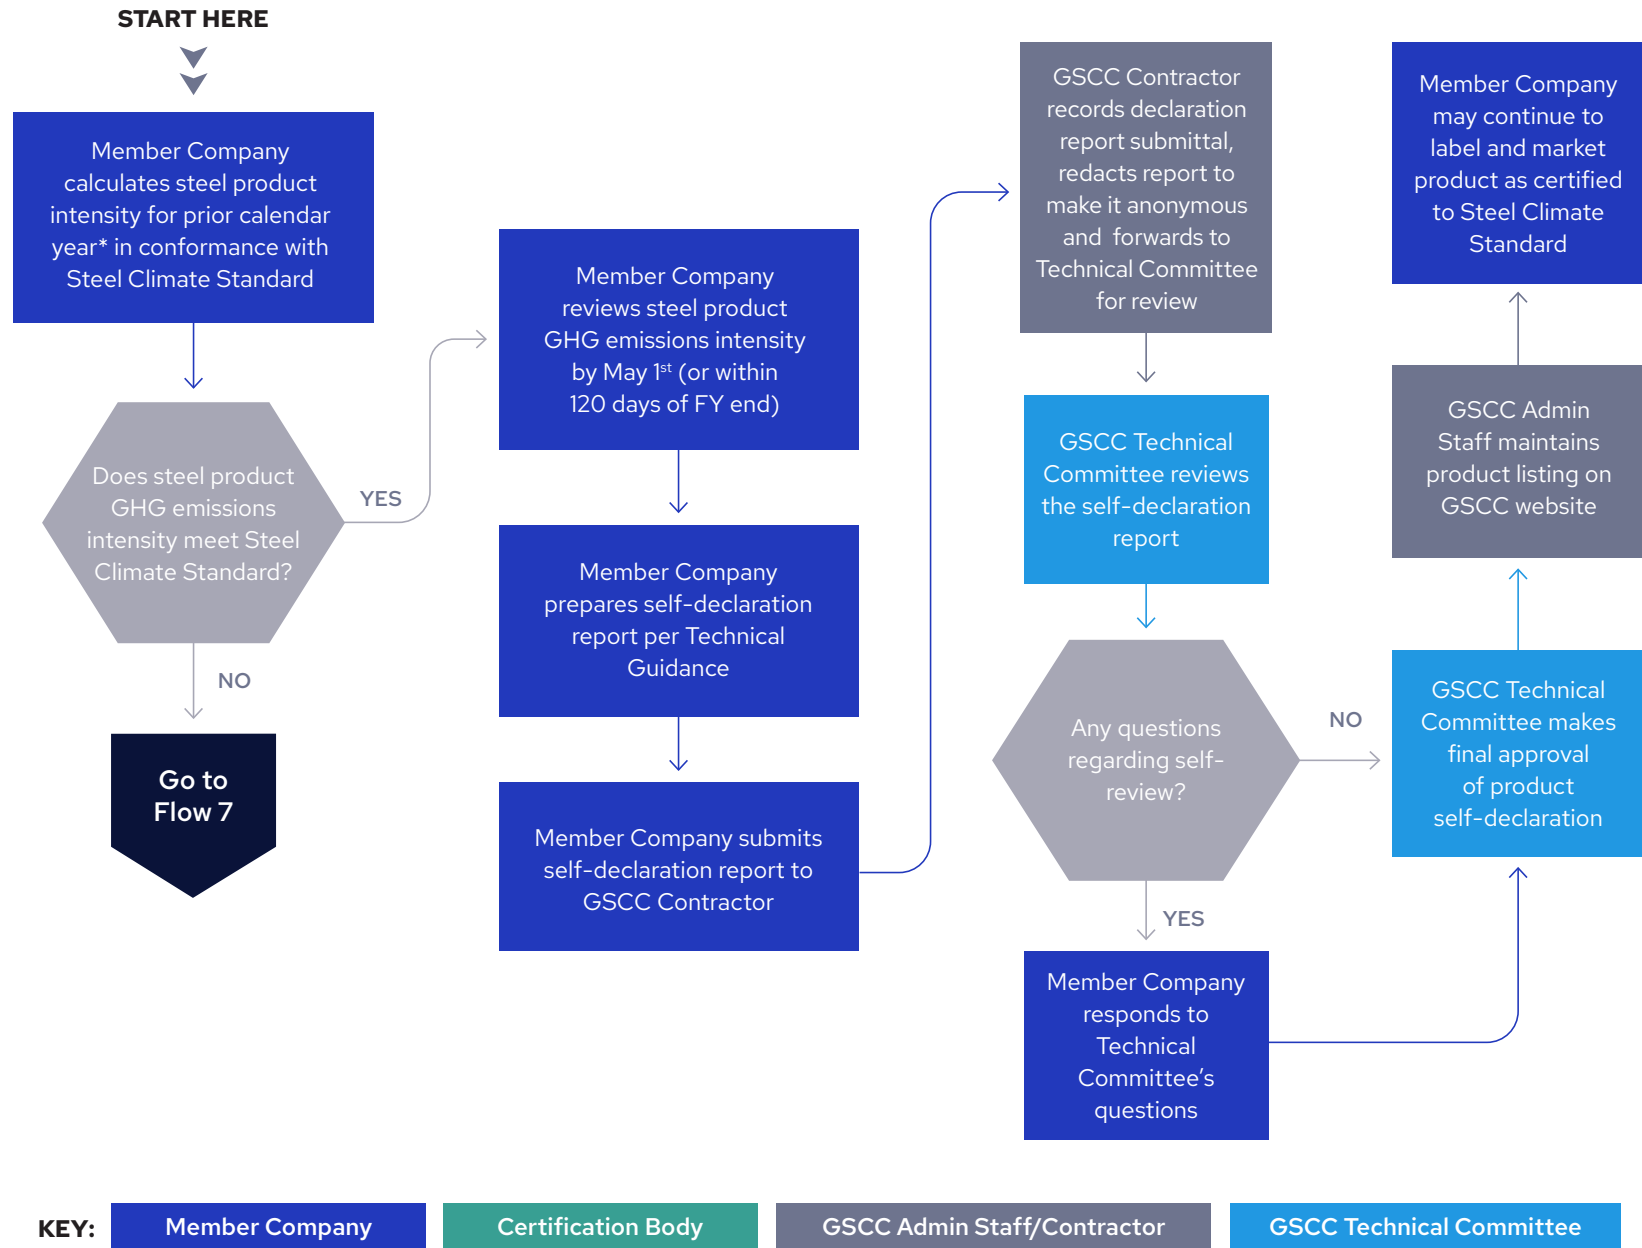 START HERE
Member Company
calculates steel product
intensity for prior calendar
year* in conformance with
Steel Climate Standard
Does steel product
GHG emissions
intensity meet Steel
Climate Standard?
YES
NO
Go to
Flow 7
Member Company
reviews steel product
GHG emissions intensity
by May 1st (or within
120 days of FY end)
Member Company
prepares self-declaration
report per Technical
Guidance
Member Company submits
self-declaration report to
GSCC Contractor
GSCC Contractor
records declaration
report submittal,
redacts report to
make it anonymous
and forwards to
Technical Committee
for review
GSCC Technical
Committee reviews
the self-declaration
report
Any questions
regarding self-
review?
NO
YES
Member Company
responds to
Technical
Committee’s
questions
GSCC Technical
Committee makes
final approval
of product
self-declaration
GSCC Admin
Staff maintains
product listing on
GSCC website
Member Company
may continue to
label and market
product as certified
to Steel Climate
Standard
KEY:
Member Company
Certification Body
GSCC Admin Staff/Contractor
GSCC Technical Committee